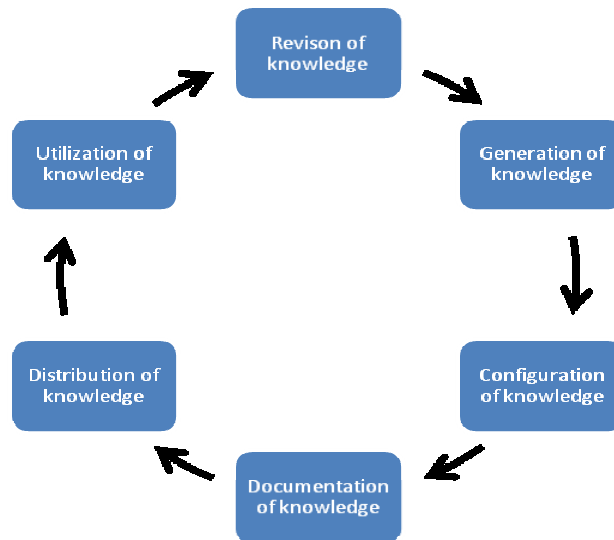 Revison of
knowledge
Generation of
knowledge
Configuration
of knowledge
Documentation
of knowledge
Distribution of
knowledge
Utilization of
knowledge